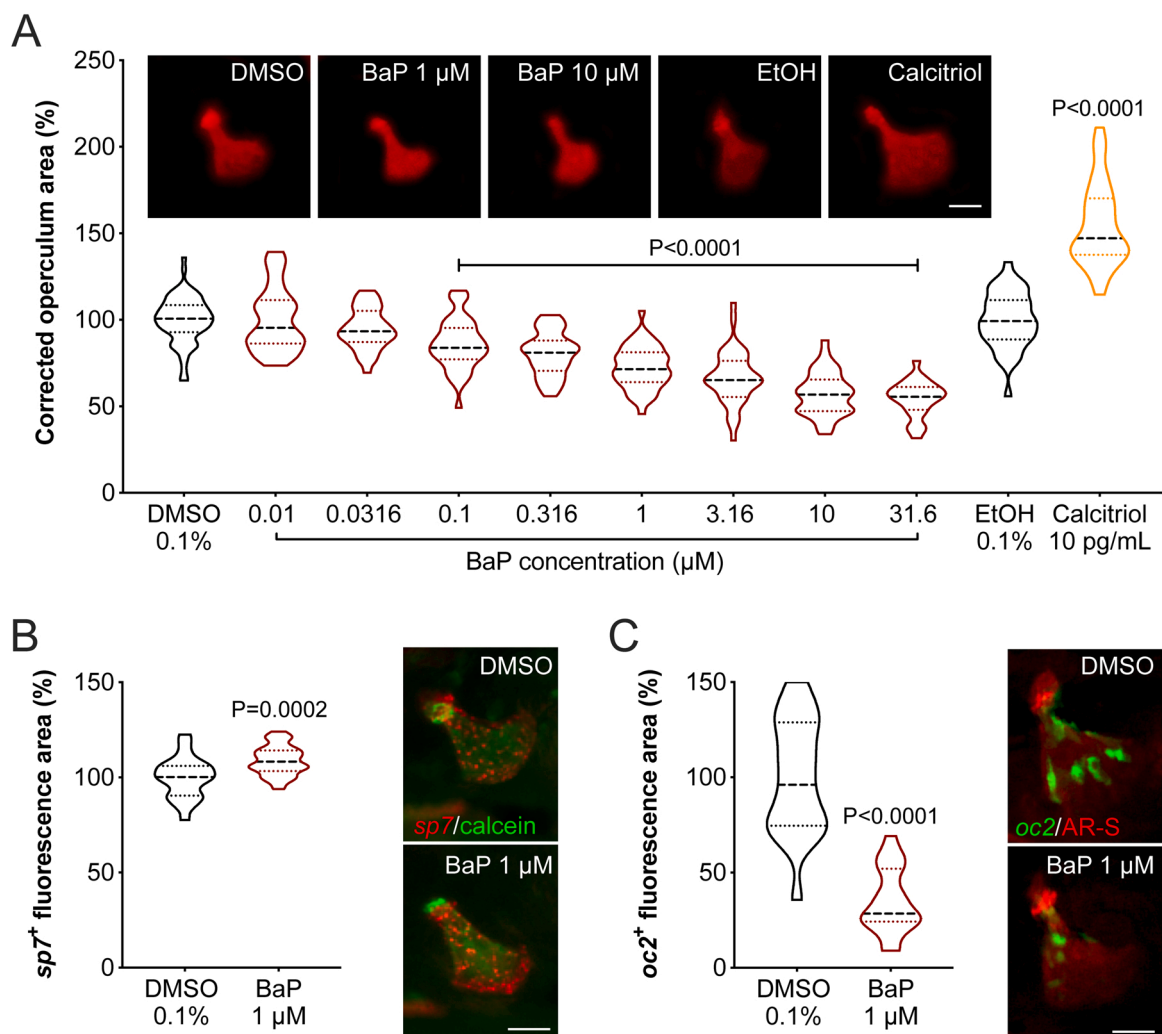 A
Corrected operculum area (%)
250
200
150
100
50
0
DMSO
BaP 1 µM
BaP 10 µM
EtOH
Calcitriol
P<0.0001
P<0.0001
DMSO
0.1%
0.01
0.0316
0.1
0.316
1
3.16
10
31.6
EtOH
0.1%
Calcitriol
10 pg/mL
BaP concentration (µM)
B
sp7+ fluorescence area (%)
150
100
50
0
P=0.0002
DMSO
0.1%
BaP
1 µM
DMSO
sp7/calcein
BaP 1 µM
C
oc2+ fluorescence area (%)
150
100
50
0
P<0.0001
DMSO
0.1%
BaP
1 µM
DMSO
oc2/AR-S
BaP 1 µM